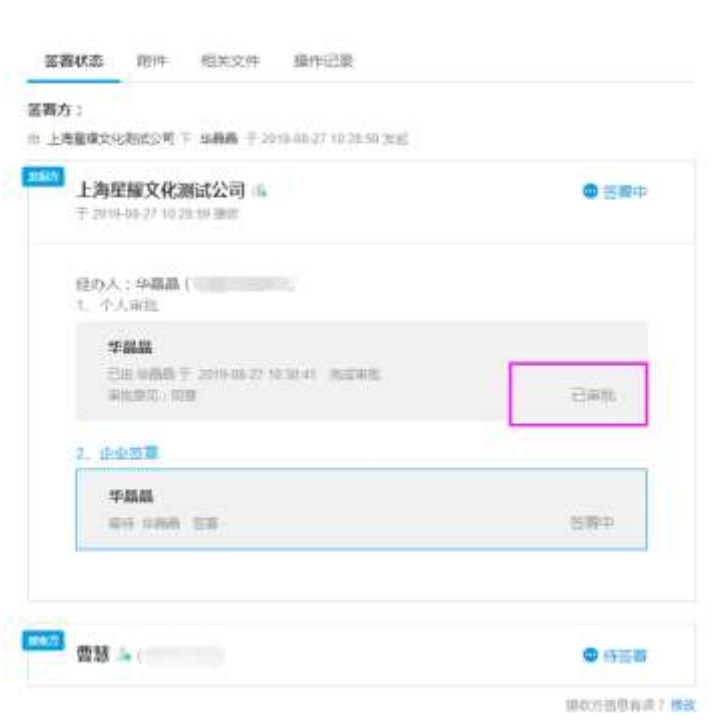 签署状态 附件 相关文件 操作记录
签署方：
由 上海星耀文化测试公司 下 华晶晶 于 2019-08-27 10:28:59 发起
发起方
上海星耀文化测试公司
签署中
于 2019-08-27 10:28:59 接收
经办人：华晶晶 (
1、个人审批
华晶晶
已由 华晶晶 于 2019-08-27 10:30:41 完成审批
审批意见：同意
已审批
2、企业签章
华晶晶
等待 华晶晶 签署
签署中
接收方
曹慧 (
待签署
接收方信息有误？修改